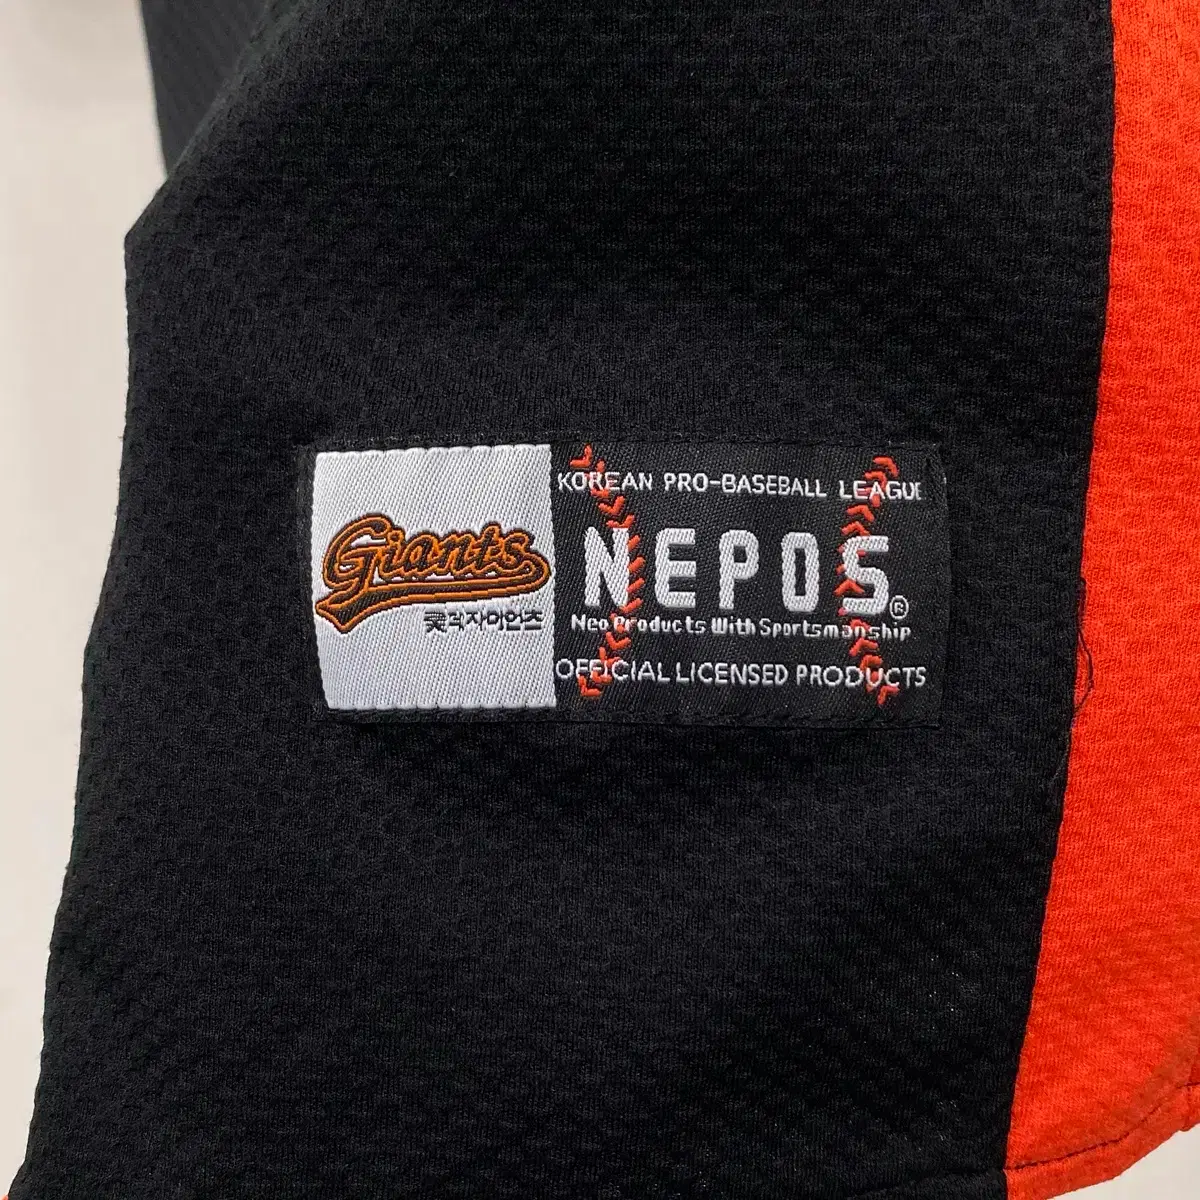 Giants
롯데자이언츠
KOREAN PRO-BASEBALL LEAGUE
NEPOS®
Neo Products With Sportsmanship
OFFICIAL LICENSED PRODUCTS